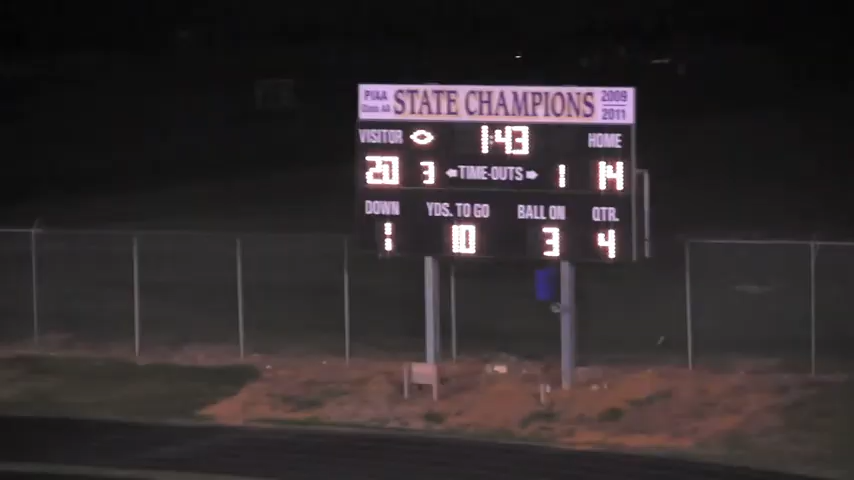 PIAA STATE CHAMPIONS 2009
Class AA 2011
VISITOR 1:43 HOME
20 3 TIME-OUTS 1 14
DOWN YDS. TO GO BALL ON QTR.
1 10 3 4